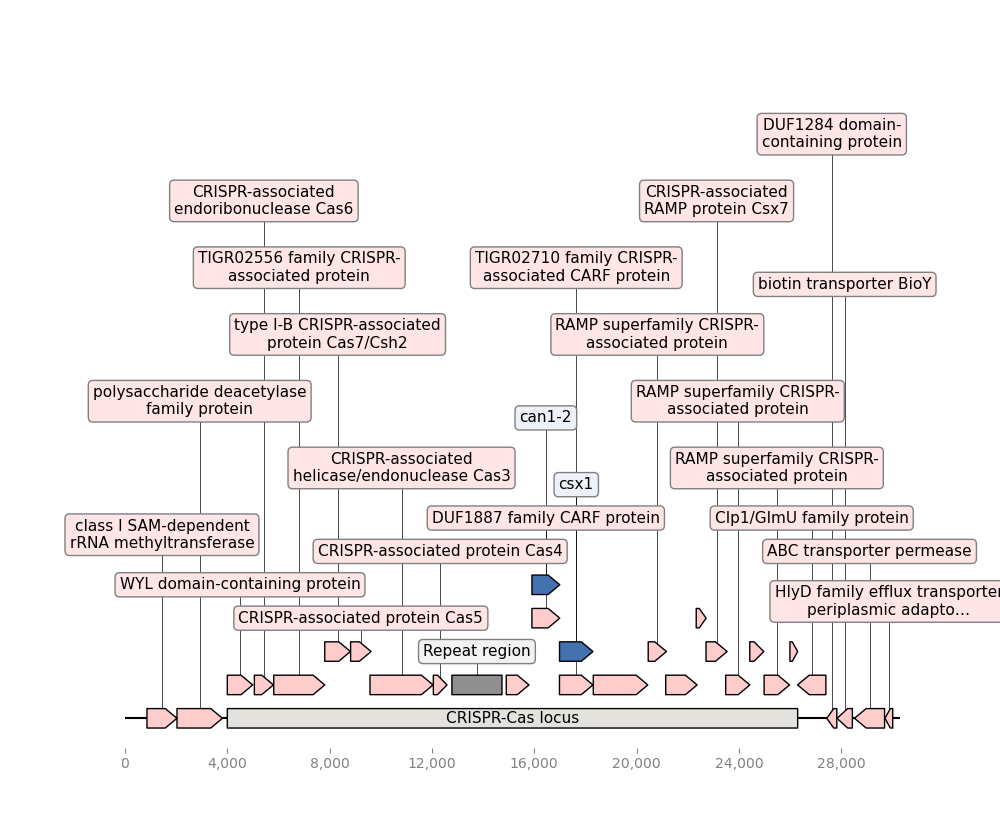 DUF1284 domain-
containing protein
CRISPR-associated
endoribonuclease Cas6
CRISPR-associated
RAMP protein Csx7
TIGR02556 family CRISPR-
associated protein
TIGR02710 family CRISPR-
associated CARF protein
biotin transporter BioY
type I-B CRISPR-associated
protein Cas7/Csh2
RAMP superfamily CRISPR-
associated protein
polysaccharide deacetylase
family protein
RAMP superfamily CRISPR-
associated protein
can1-2
CRISPR-associated
helicase/endonuclease Cas3
RAMP superfamily CRISPR-
associated protein
csx1
class I SAM-dependent
rRNA methyltransferase
DUF1887 family CARF protein
Clp1/GlmU family protein
CRISPR-associated protein Cas4
ABC transporter permease
WYL domain-containing protein
HlyD family efflux transporter
periplasmic adapto…
CRISPR-associated protein Cas5
Repeat region
CRISPR-Cas locus
0
4,000
8,000
12,000
16,000
20,000
24,000
28,000